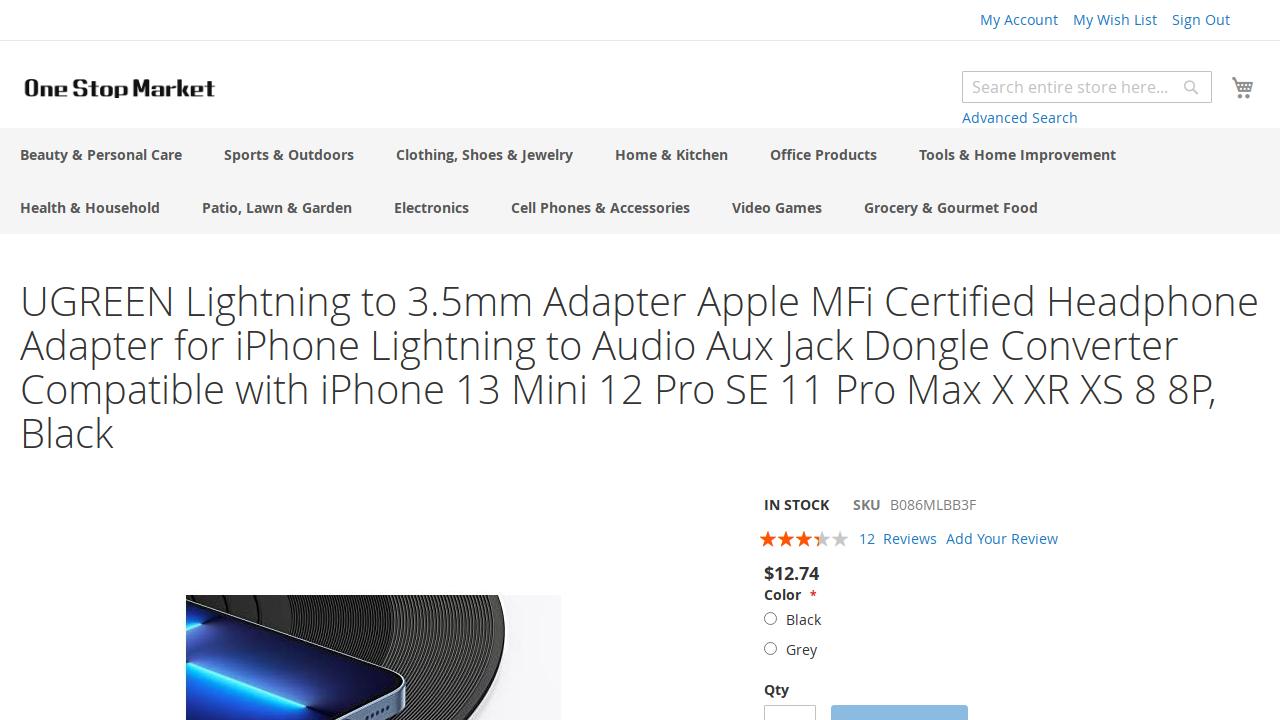 My Account My Wish List Sign Out
One Stop Market
Search entire store here...
Advanced Search
Beauty & Personal Care Sports & Outdoors Clothing, Shoes & Jewelry Home & Kitchen Office Products Tools & Home Improvement
Health & Household Patio, Lawn & Garden Electronics Cell Phones & Accessories Video Games Grocery & Gourmet Food
UGREEN Lightning to 3.5mm Adapter Apple MFi Certified Headphone
Adapter for iPhone Lightning to Audio Aux Jack Dongle Converter
Compatible with iPhone 13 Mini 12 Pro SE 11 Pro Max X XR XS 8 8P,
Black
IN STOCK SKU B086MLBB3F
12 Reviews Add Your Review
$12.74
Color *
Black
Grey
Qty